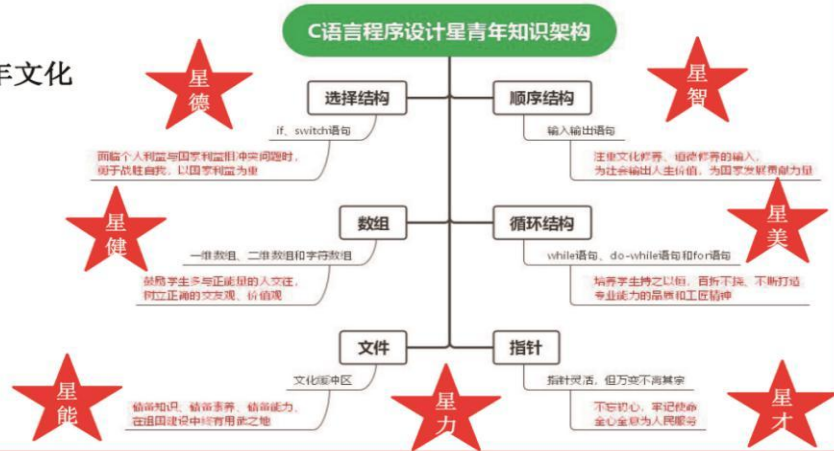 C语言程序设计星青年知识架构
年文化
星德
星智
选择结构
顺序结构
if、switch语句
输入输出语句
面临个人利益与国家利益相冲突问题时，
勇于战胜自我，以国家利益为重
注重文化修养、道德修养的输入，
为社会输出人生价值，为国家发展贡献力量
星健
星美
数组
循环结构
一维数组、二维数组和字符数组
while语句、do-while语句和for语句
鼓励学生多与正能量的人交往，
树立正确的交友观、价值观
培养学生持之以恒，百折不挠、不断打造
专业能力的品质和工匠精神
文件
指针
星能
星力
星才
文化缓冲区
指针灵活，但万变不离其宗
储备知识、储备素养、储备能力，
在祖国建设中终有用武之地
不忘初心，牢记使命
全心全意为人民服务